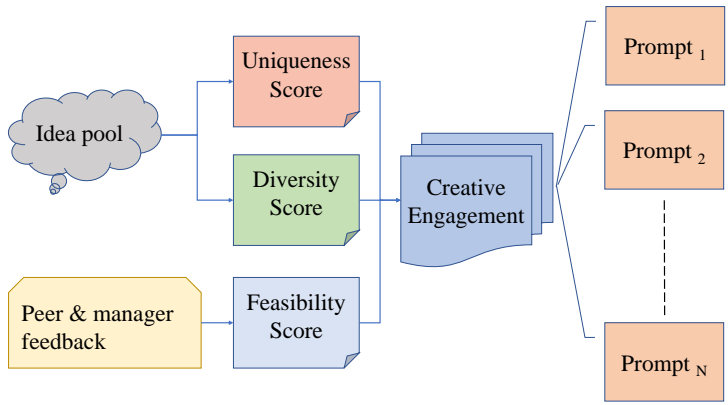 Idea pool
Uniqueness
Score
Diversity
Score
Peer & manager
feedback
Feasibility
Score
Creative
Engagement
Prompt 1
Prompt 2
Prompt N